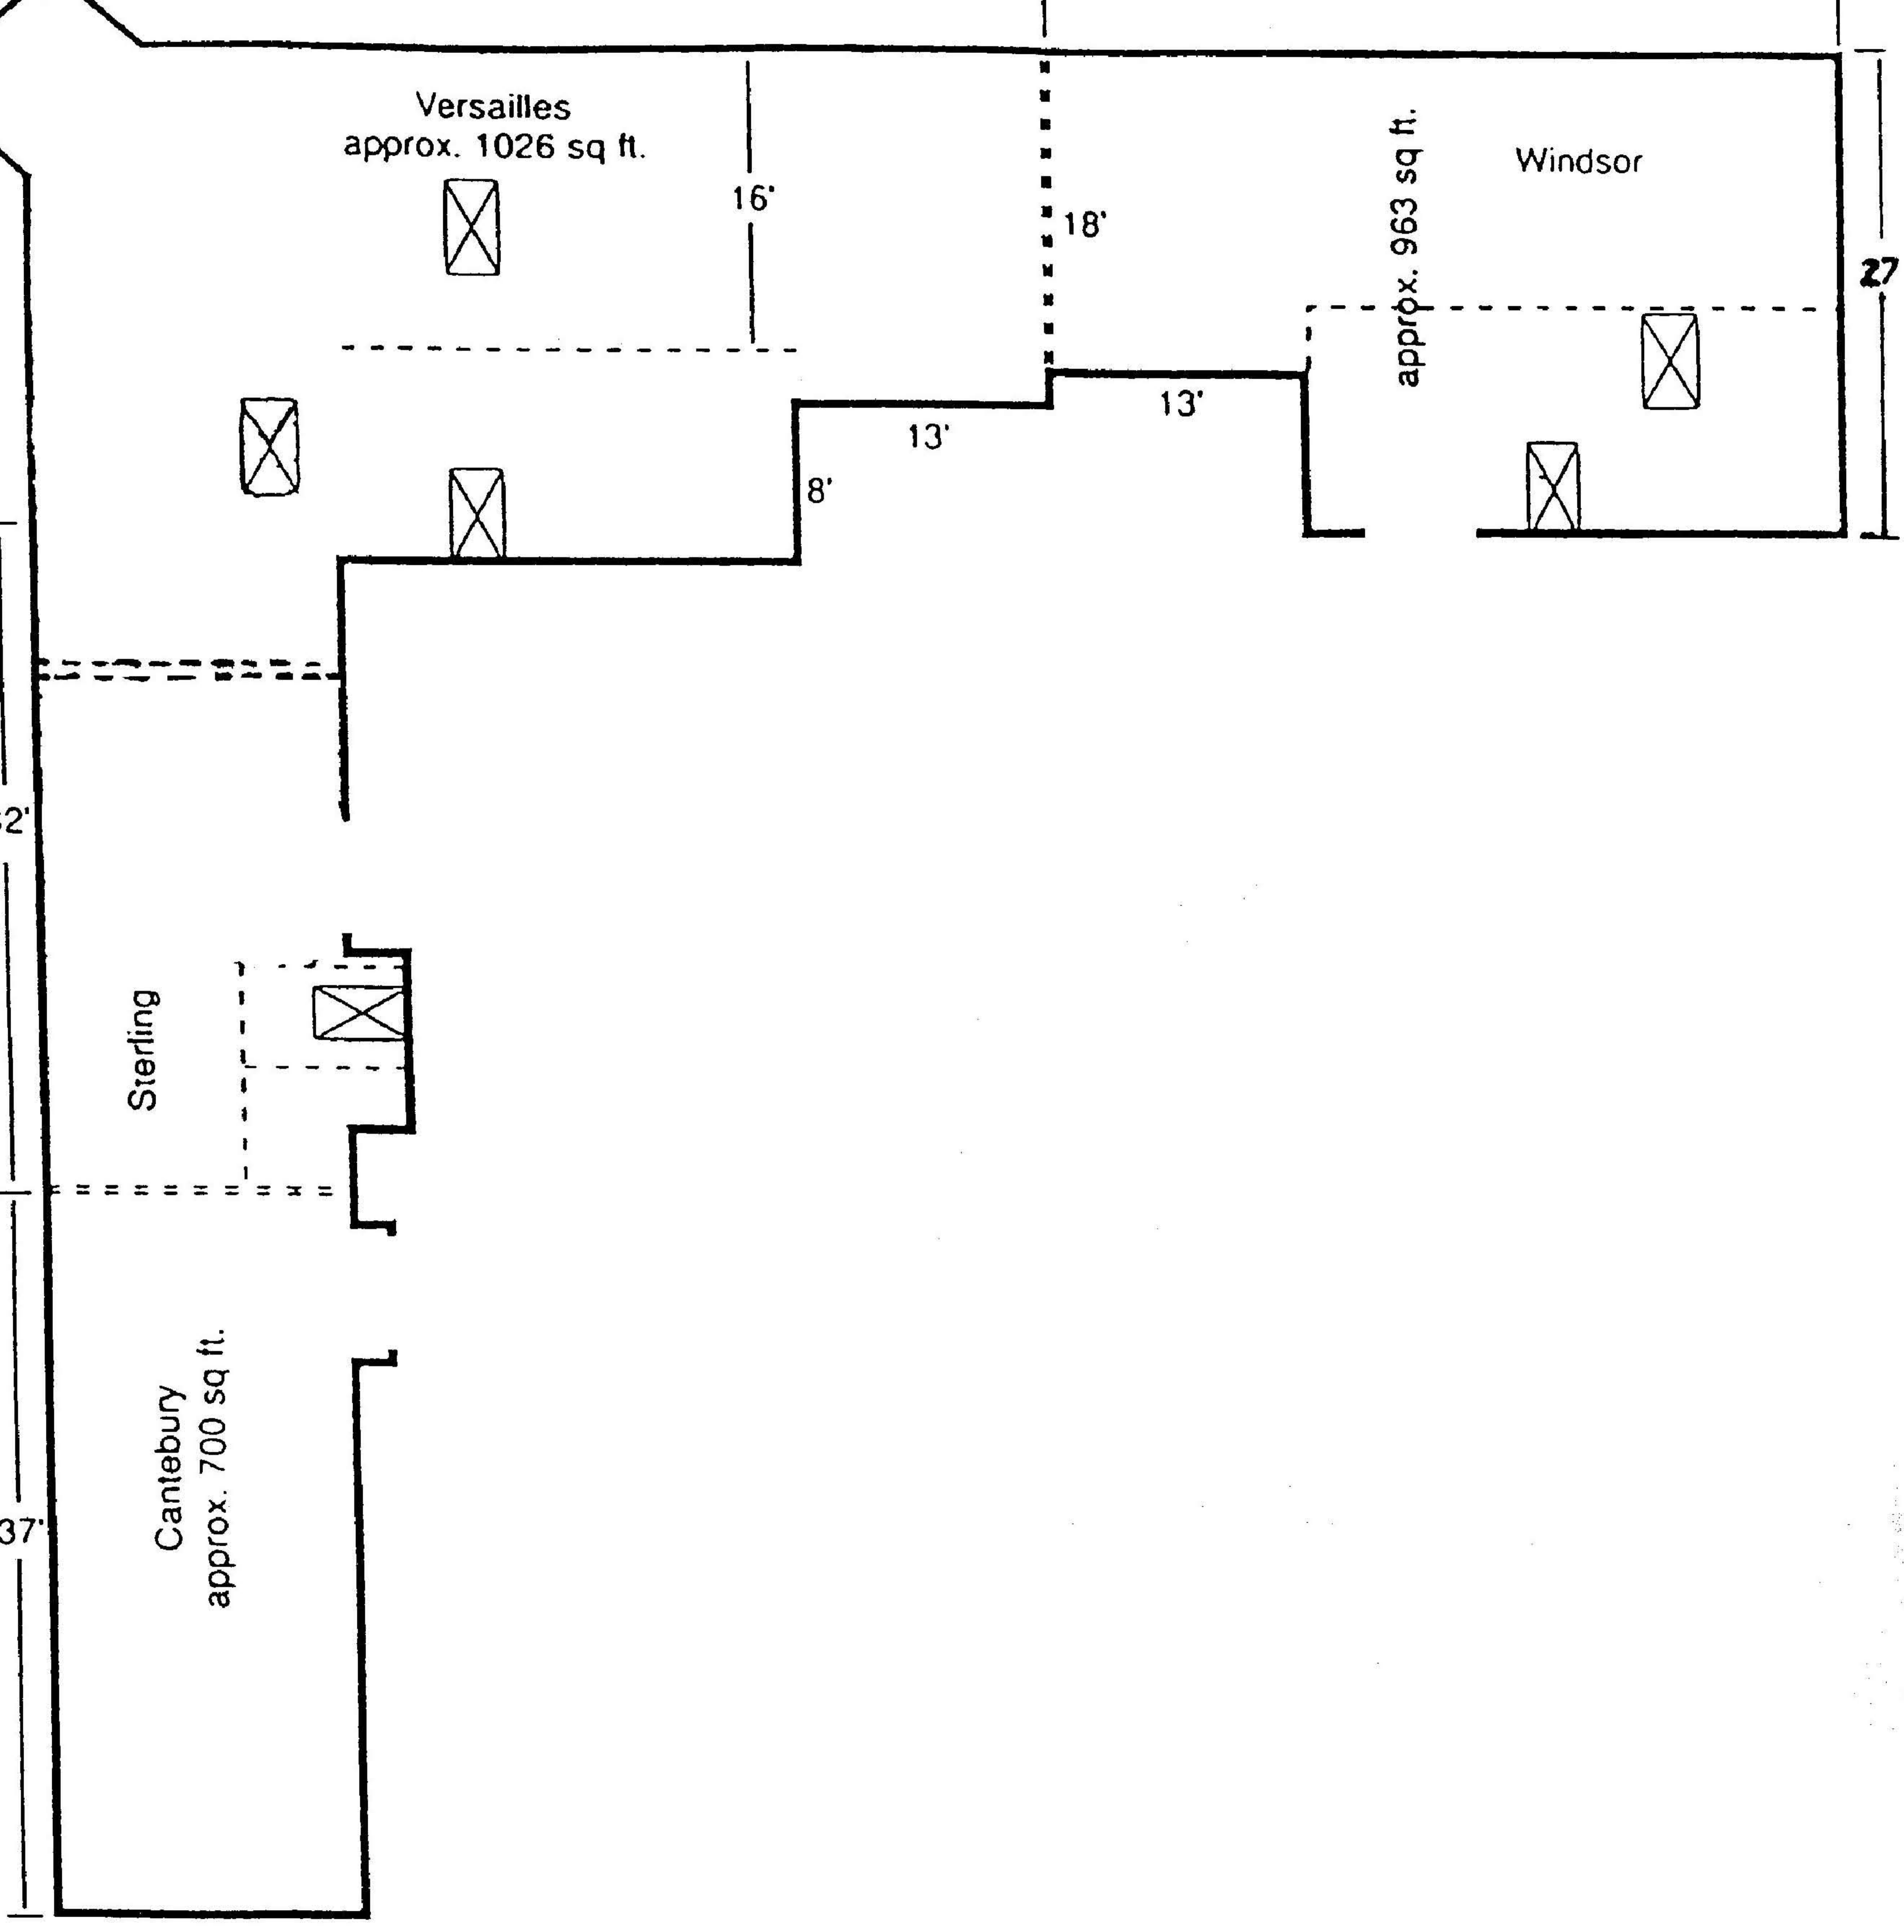 Versailles
approx. 1026 sq ft.
16'
18'
approx. 963 sq ft.
Windsor
27
13'
13'
8'
2'
Sterling
Cantebury
approx. 700 sq ft.
37'